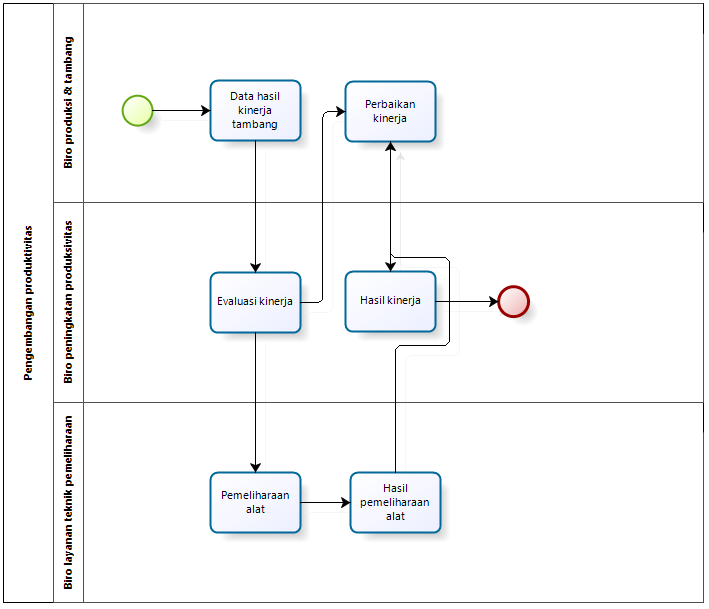 Pengembangan produktivitas
Biro produksi & tambang
Data hasil
kinerja
tambang
Perbaikan
kinerja
Biro peningkatan produksivitas
Evaluasi kinerja
Hasil kinerja
Biro layanan teknik pemeliharaan
Pemeliharaan
alat
Hasil
pemeliharaan
alat